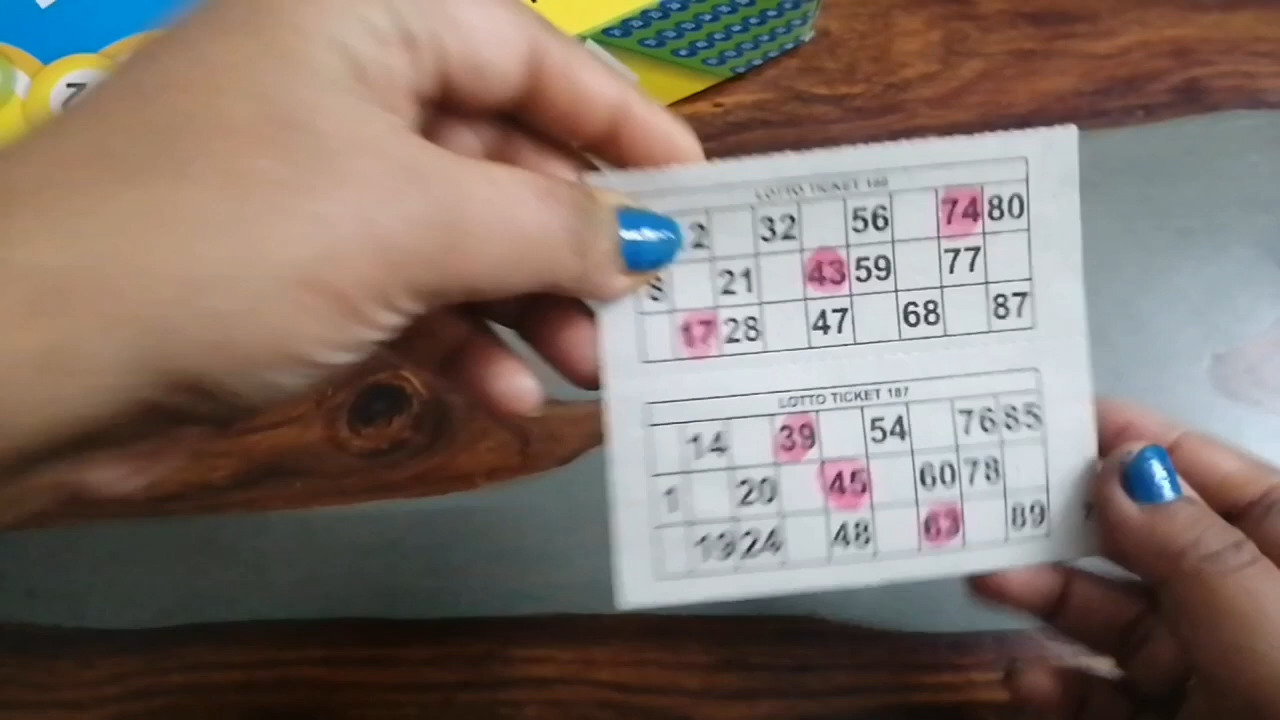 2
LOTTO TICKET
2 32 56 74 80
21 43 59 77
17 28 47 68 87
LOTTO TICKET 187
14 39 54 76 85
1 20 45 60 78
19 24 48 63 89